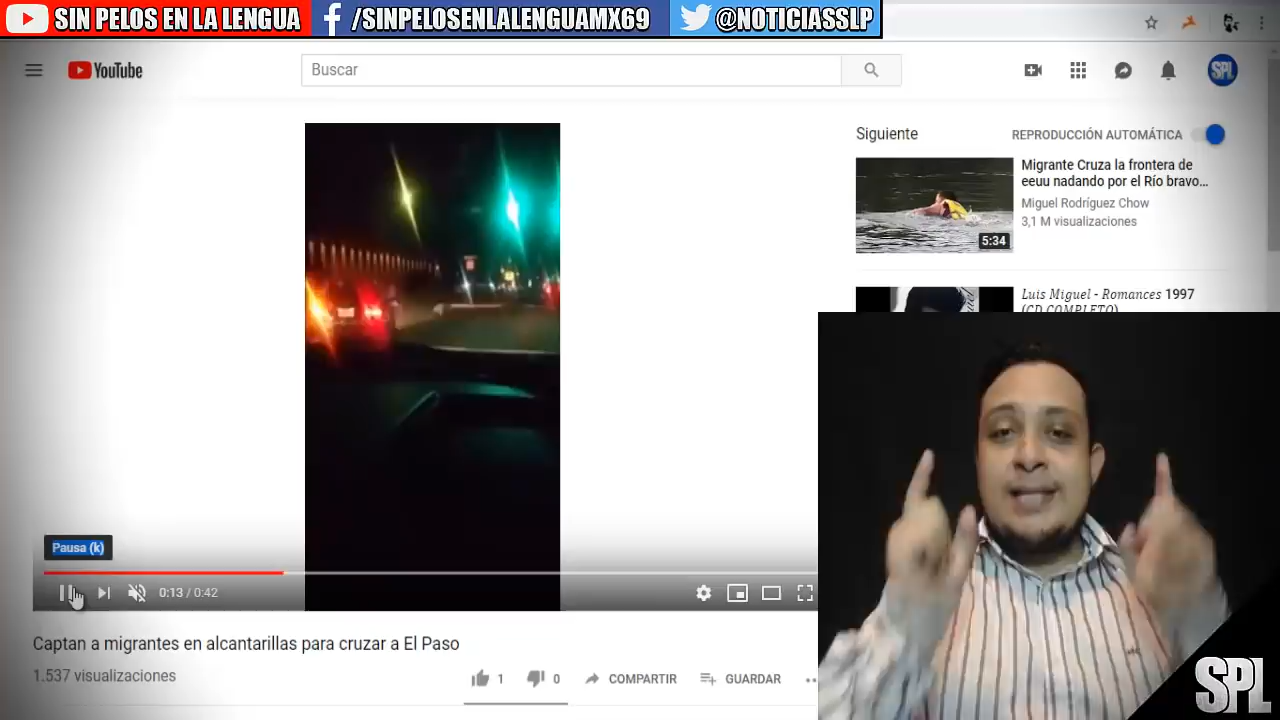 SIN PELOS EN LA LENGUA
/SINPELOSENLALENGUAMX69
@NOTICIASSLP
YouTube
Buscar
SPL
Siguiente
REPRODUCCIÓN AUTOMÁTICA
Migrante Cruza la frontera de
eeuu nadando por el Río bravo...
Miguel Rodríguez Chow
3,1 M visualizaciones
5:34
Luis Miguel - Romances 1997
(CD COMPLETO)
Pausa (k)
0:13 / 0:42
Captan a migrantes en alcantarillas para cruzar a El Paso
1.537 visualizaciones
1
0
COMPARTIR
GUARDAR
SPL